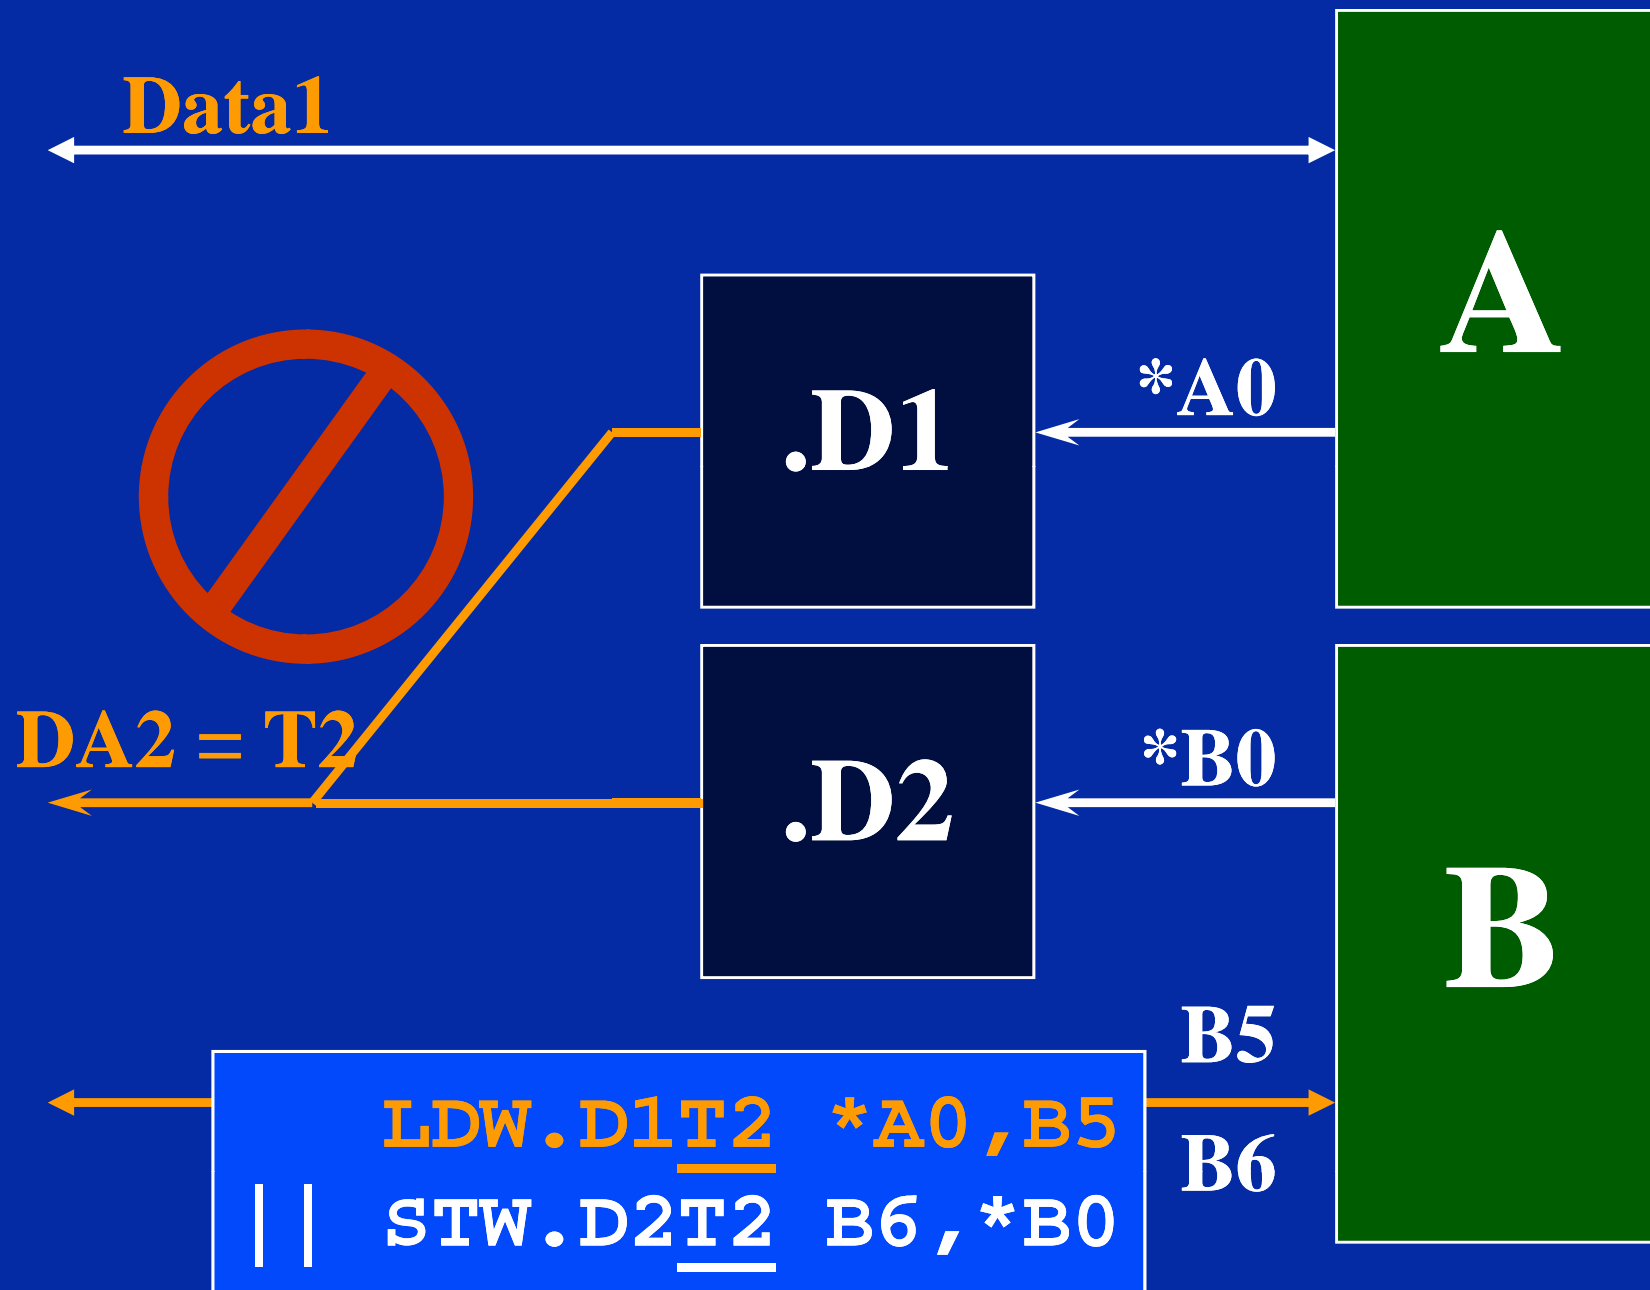 Data1
A
*A0
.D1
DA2 = T2
*B0
.D2
B
B5
LDW.D1T2 *A0,B5
B6
|| STW.D2T2 B6,*B0